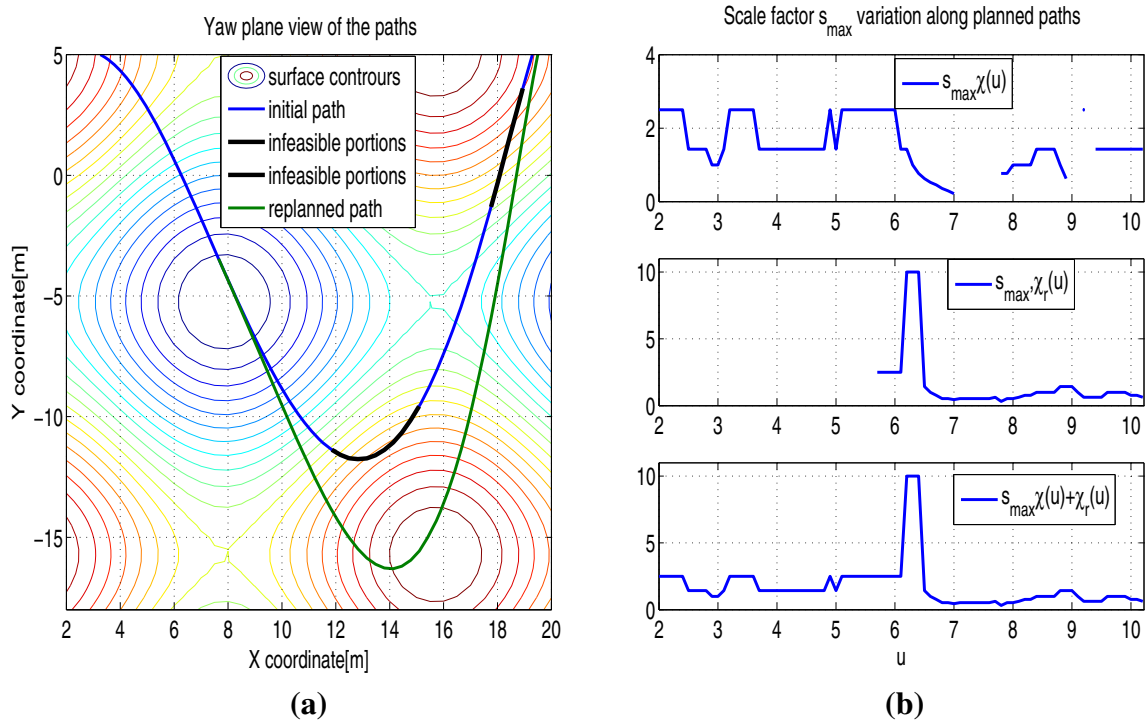 Yaw plane view of the paths
5
0
−5
−10
−15
2 4 6 8 10 12 14 16 18 20
Y coordinate[m]
X coordinate[m]
surface contrours
initial path
infeasible portions
infeasible portions
replanned path
(a)
Scale factor s_max variation along planned paths
4
2
0
2 3 4 5 6 7 8 9 10
s_maxχ(u)
10
5
0
2 3 4 5 6 7 8 9 10
s_max,χ_r(u)
10
5
0
2 3 4 5 6 7 8 9 10
s_maxχ(u)+χ_r(u)
u
(b)